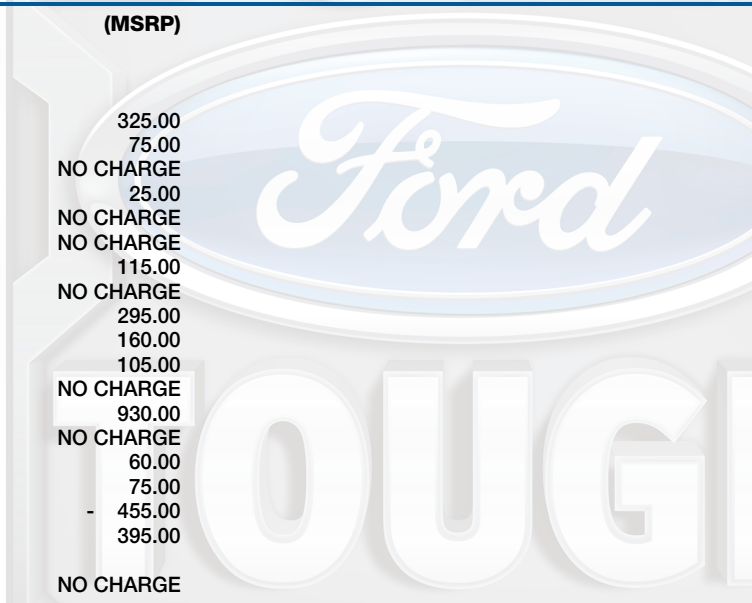 (MSRP)
325.00
75.00
NO CHARGE
25.00
NO CHARGE
NO CHARGE
115.00
NO CHARGE
295.00
160.00
105.00
NO CHARGE
930.00
NO CHARGE
60.00
75.00
- 455.00
395.00
NO CHARGE
Ford
TOUG